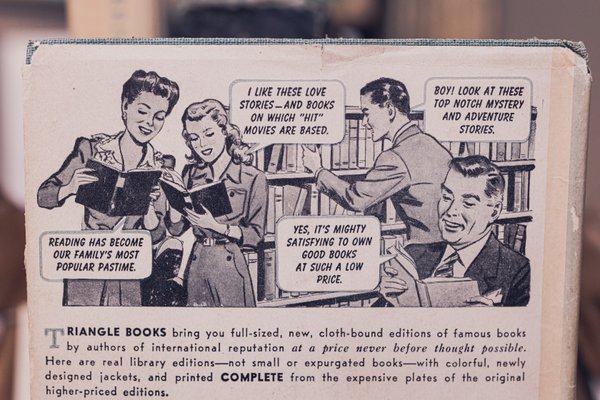 I LIKE THESE LOVE
STORIES—AND BOOKS
ON WHICH "HIT"
MOVIES ARE BASED.
BOY! LOOK AT THESE
TOP NOTCH MYSTERY
AND ADVENTURE
STORIES.
READING HAS BECOME
OUR FAMILY'S MOST
POPULAR PASTIME.
YES, IT'S MIGHTY
SATISFYING TO OWN
GOOD BOOKS
AT SUCH A LOW
PRICE.
TRIANGLE BOOKS bring you full-sized, new, cloth-bound editions of famous books
by authors of international reputation at a price never before thought possible.
Here are real library editions—not small or expurgated books—with colorful, newly
designed jackets, and printed COMPLETE from the expensive plates of the original
higher-priced editions.